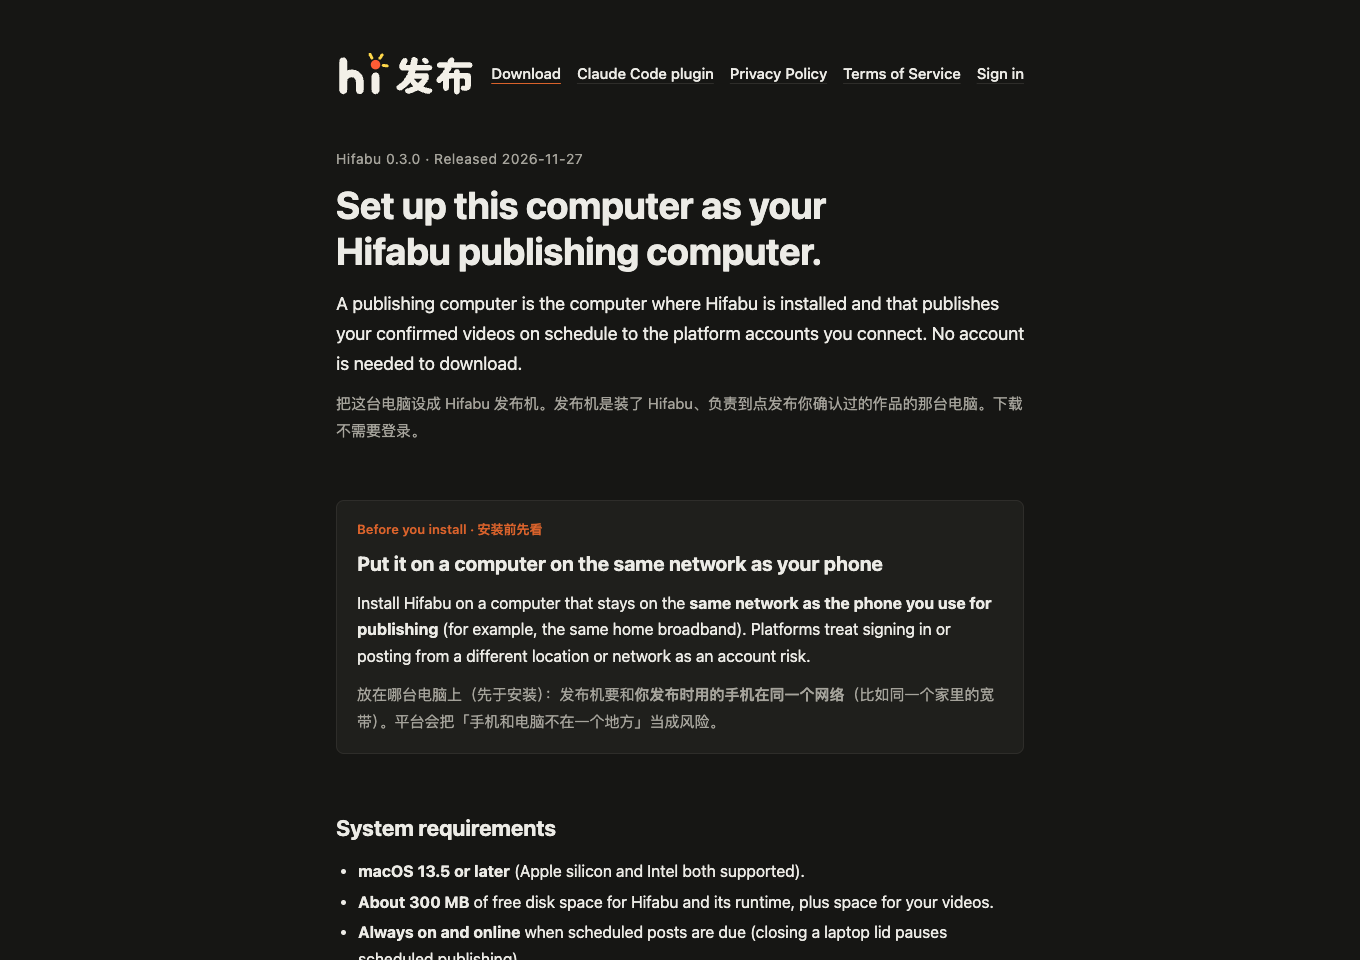 hi 发布
Download Claude Code plugin Privacy Policy Terms of Service Sign in
Hifabu 0.3.0 · Released 2026-11-27
Set up this computer as your
Hifabu publishing computer.
A publishing computer is the computer where Hifabu is installed and that publishes
your confirmed videos on schedule to the platform accounts you connect. No account
is needed to download.
把这台电脑设成 Hifabu 发布机。发布机是装了 Hifabu、负责到点发布你确认过的作品的那台电脑。下载
不需要登录。
Before you install · 安装前先看
Put it on a computer on the same network as your phone
Install Hifabu on a computer that stays on the same network as the phone you use for
publishing (for example, the same home broadband). Platforms treat signing in or
posting from a different location or network as an account risk.
放在哪台电脑上（先于安装）：发布机要和你发布时用的手机在同一个网络（比如同一个家里的宽
带）。平台会把「手机和电脑不在一个地方」当成风险。
System requirements
• macOS 13.5 or later (Apple silicon and Intel both supported).
• About 300 MB of free disk space for Hifabu and its runtime, plus space for your videos.
• Always on and online when scheduled posts are due (closing a laptop lid pauses
scheduled publishing)